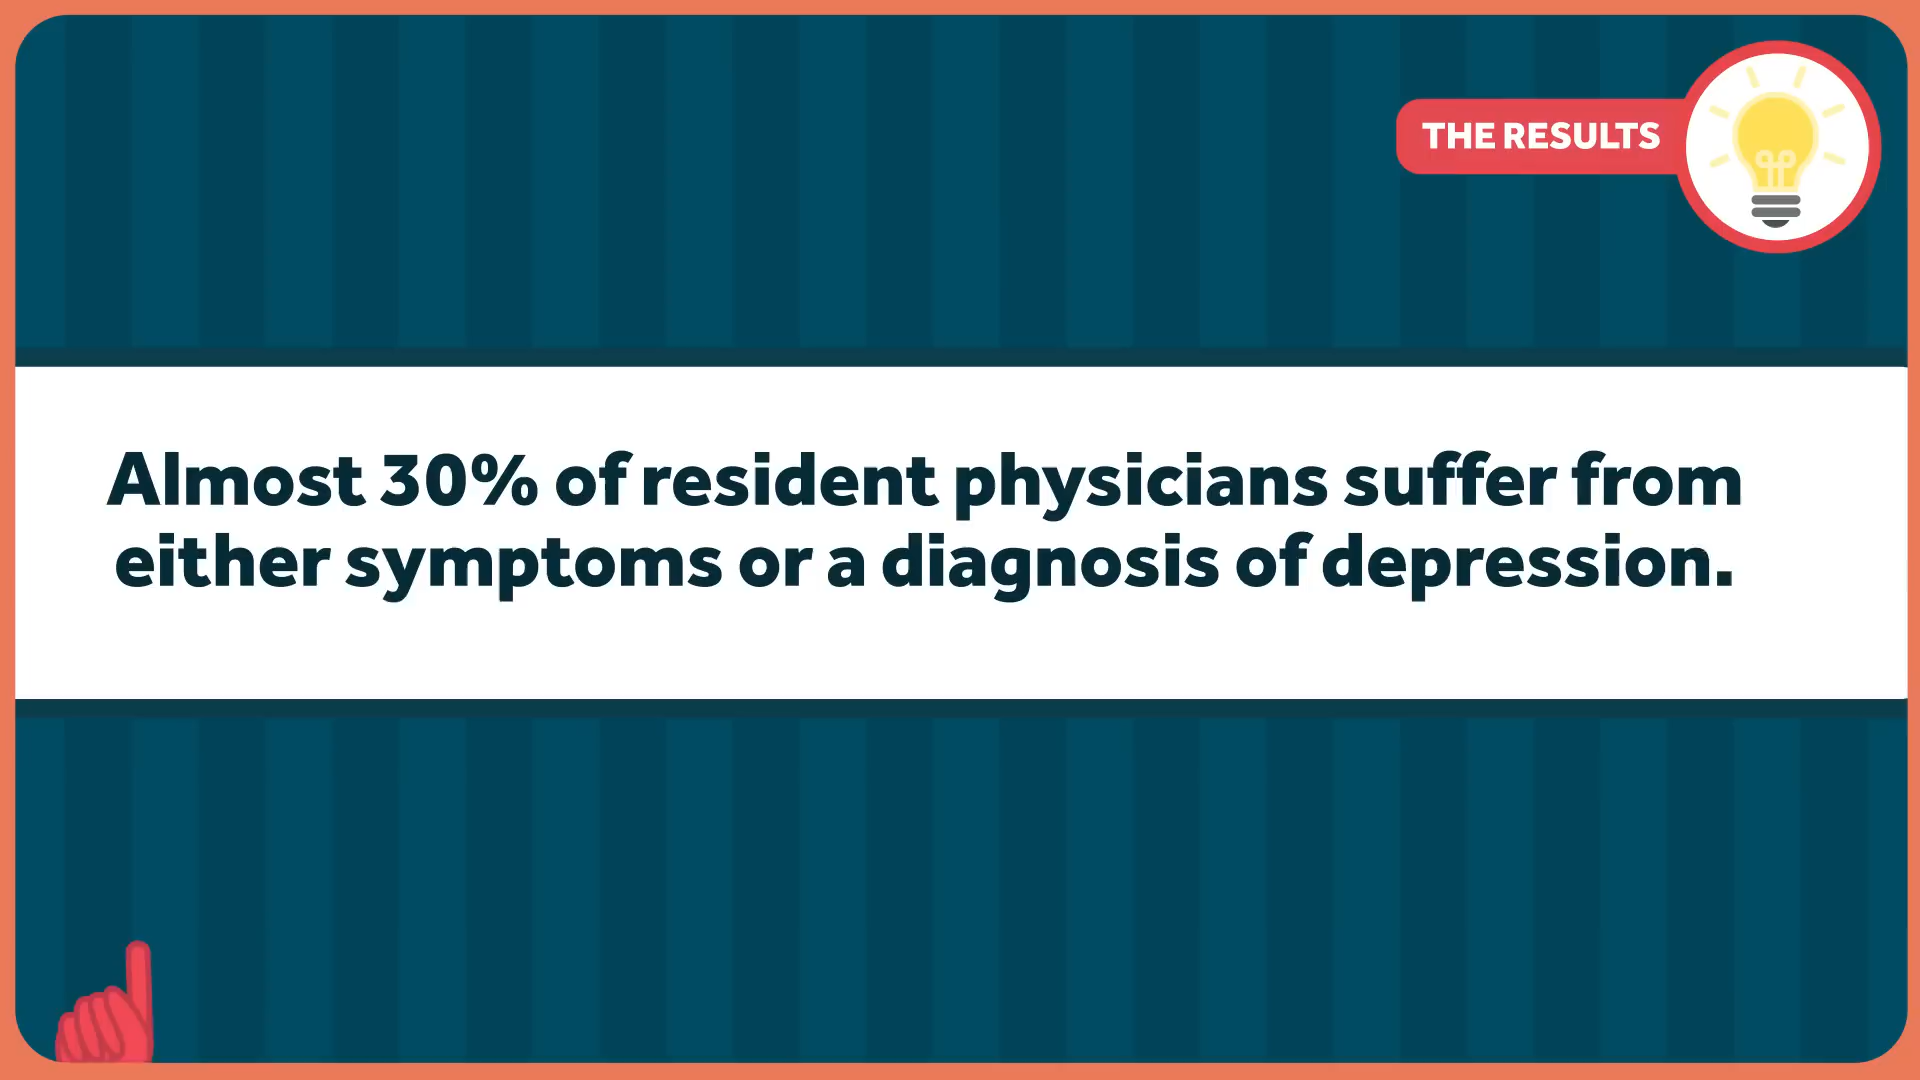 THE RESULTS
Almost 30% of resident physicians suffer from
either symptoms or a diagnosis of depression.